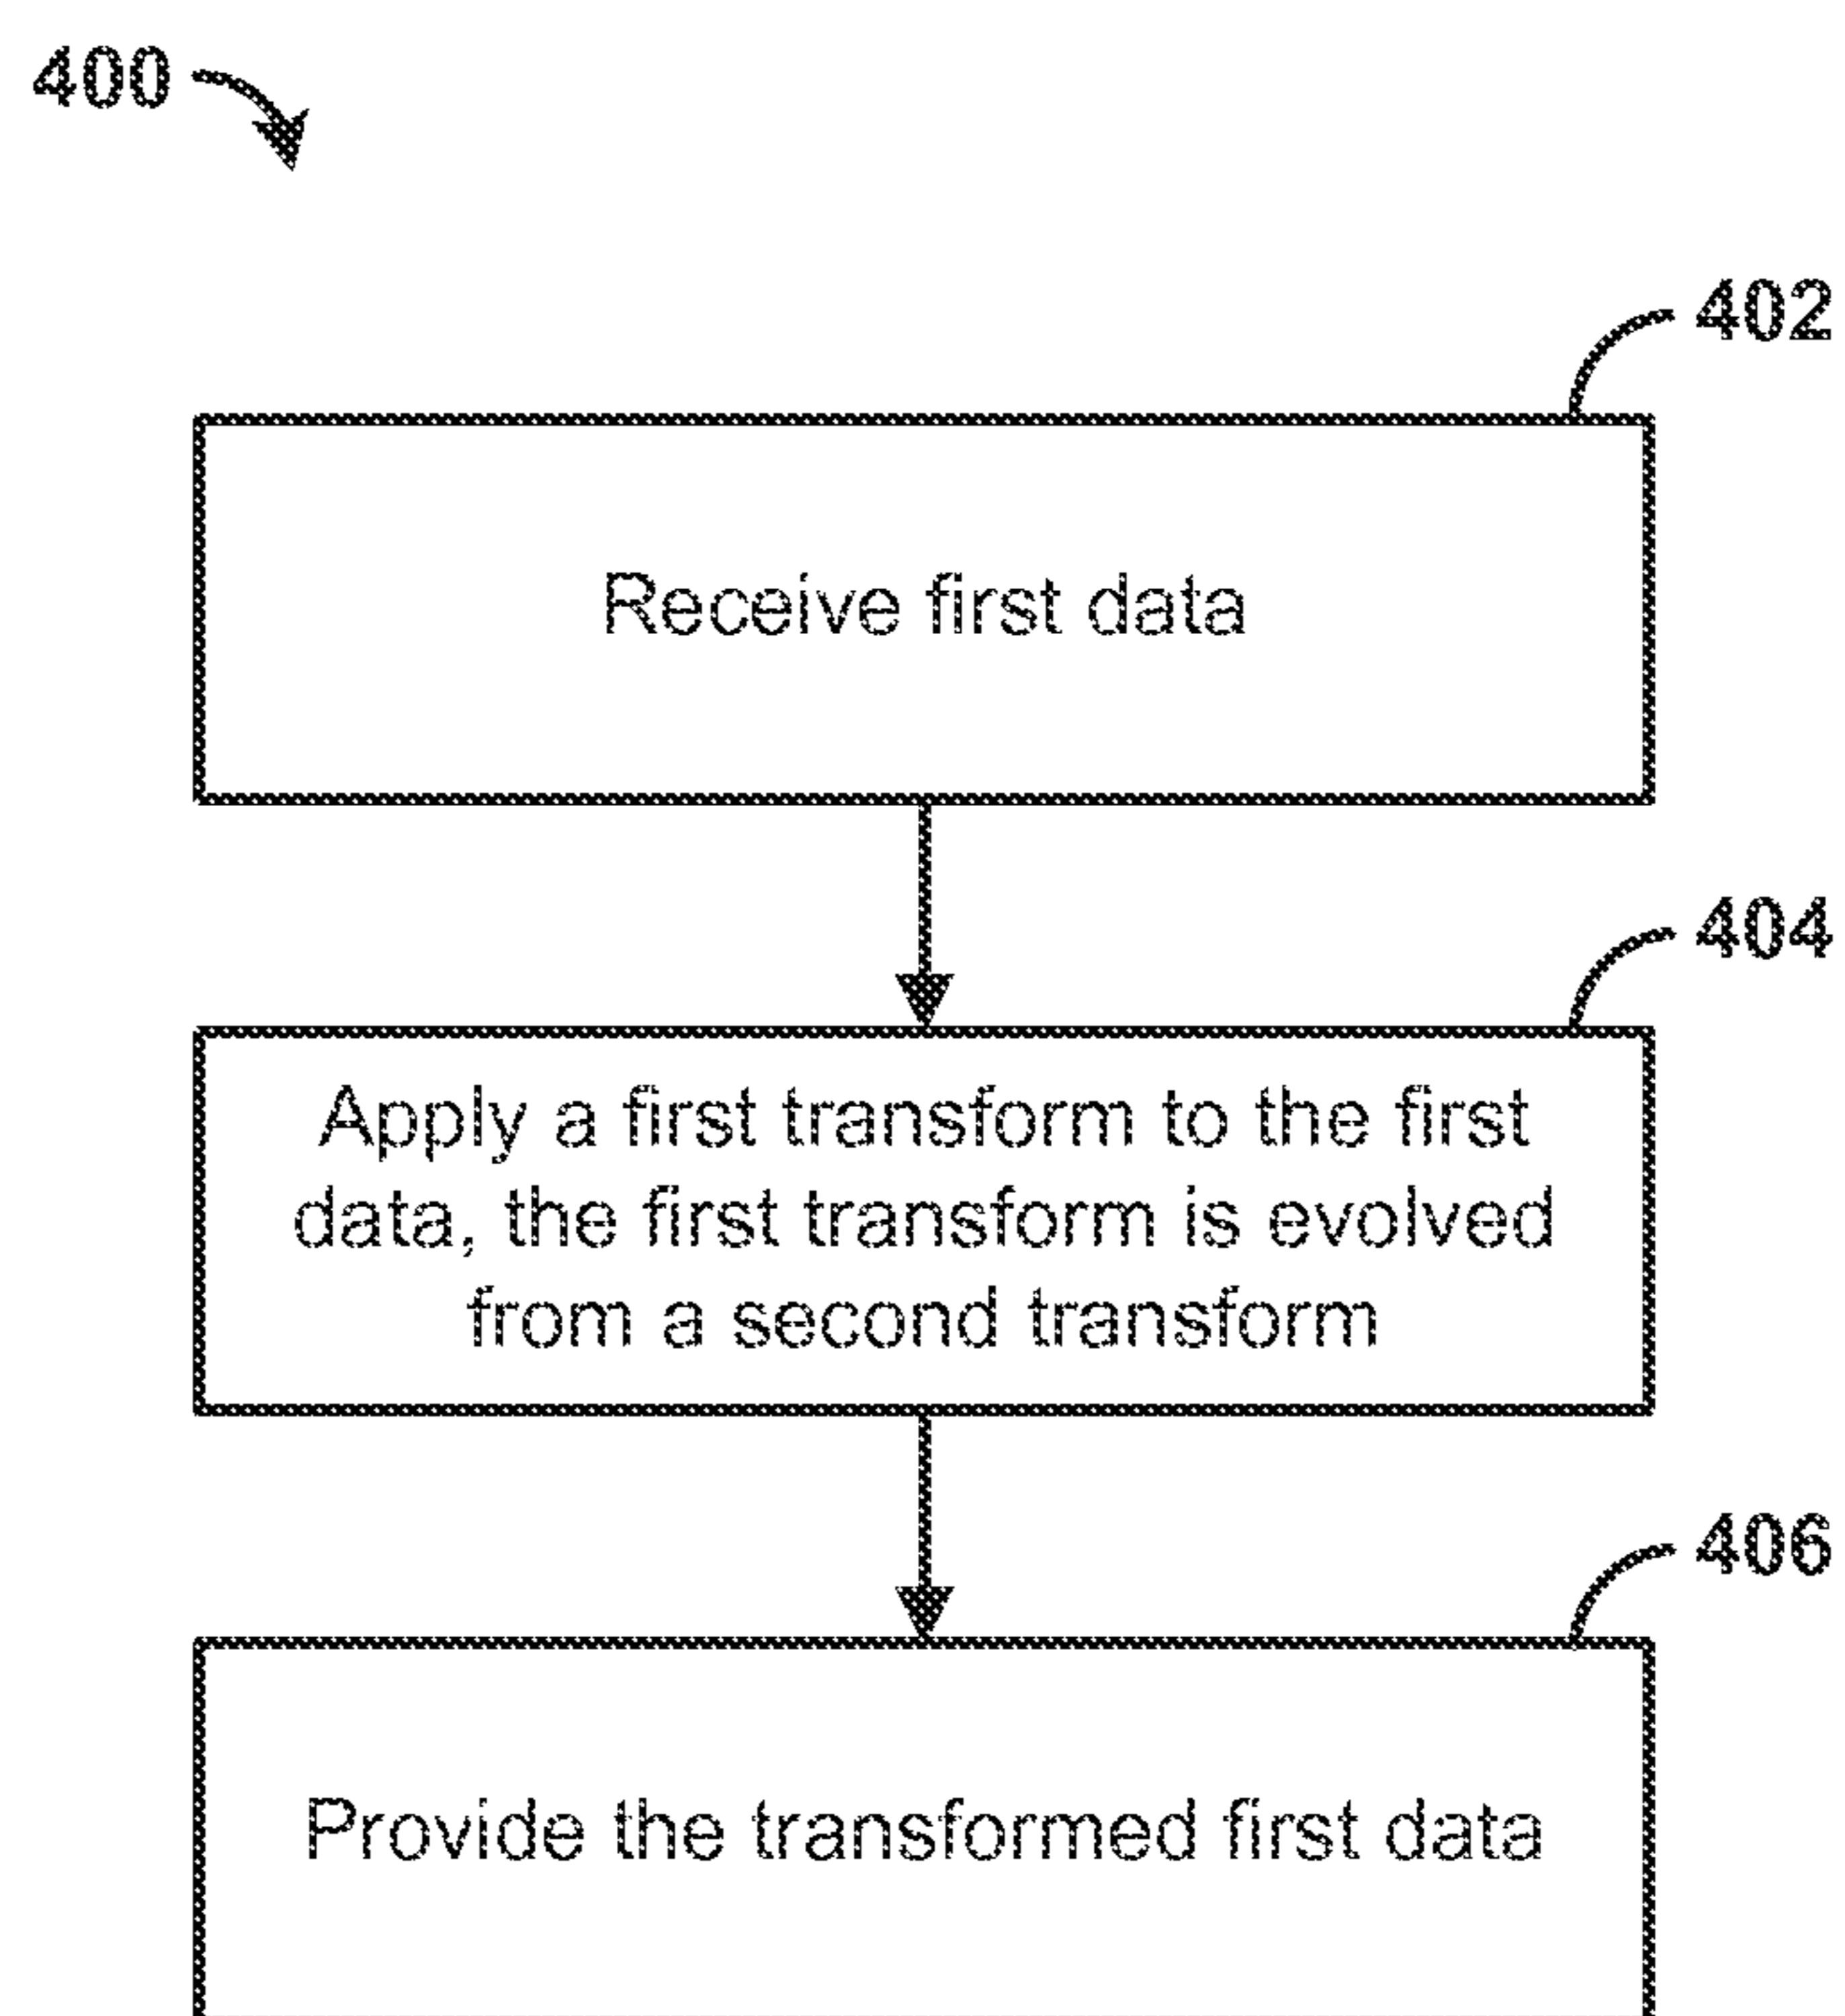 400
402
Receive first data
404
Apply a first transform to the first
data, the first transform is evolved
from a second transform
406
Provide the transformed first data